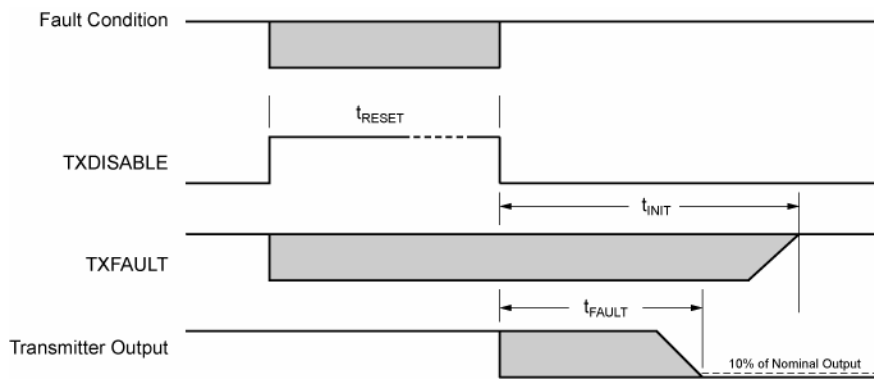 Fault Condition
tRESET
TXDISABLE
tINIT
TXFAULT
tFAULT
Transmitter Output
10% of Nominal Output